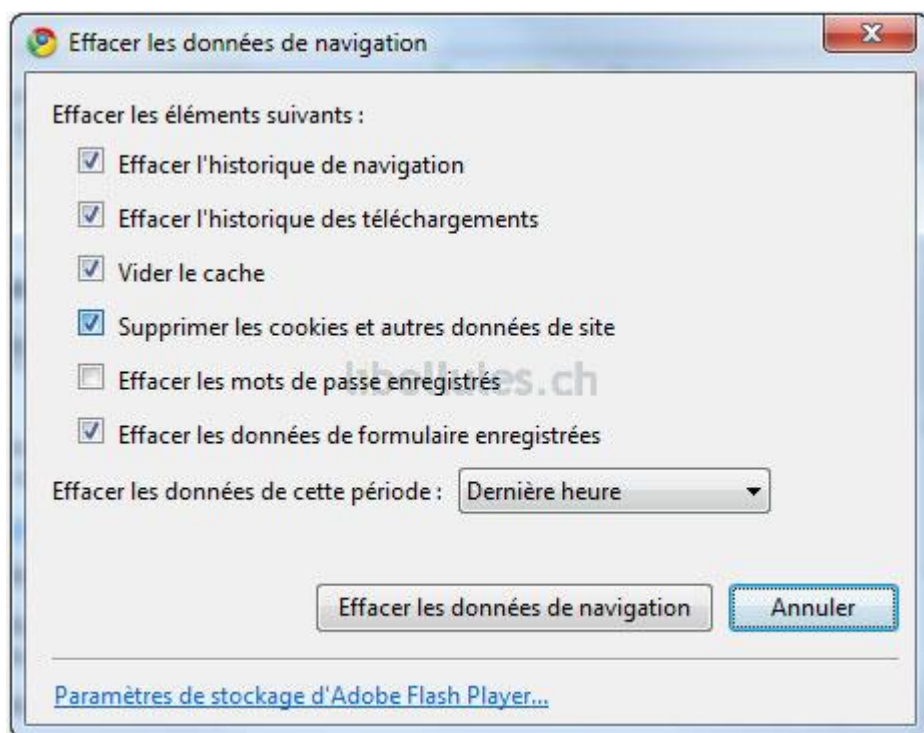 Effacer les données de navigation
Effacer les éléments suivants :
Effacer l'historique de navigation
Effacer l'historique des téléchargements
Vider le cache
Supprimer les cookies et autres données de site
libellules.ch
Effacer les mots de passe enregistrés
Effacer les données de formulaire enregistrées
Effacer les données de cette période : Dernière heure
Effacer les données de navigation Annuler
Paramètres de stockage d'Adobe Flash Player...